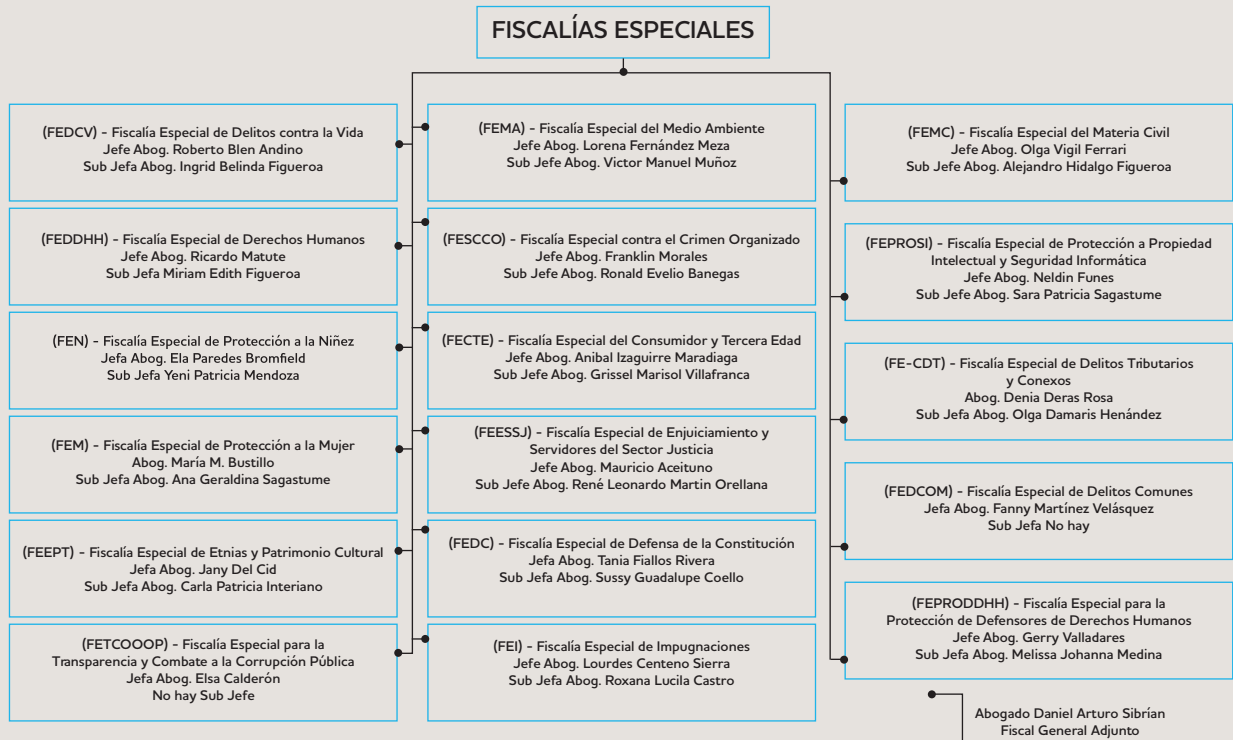 FISCALÍAS ESPECIALES
(FEDCV) - Fiscalía Especial de Delitos contra la Vida
Jefe Abog. Roberto Blen Andino
Sub Jefa Abog. Ingrid Belinda Figueroa
(FEDDHH) - Fiscalía Especial de Derechos Humanos
Jefe Abog. Ricardo Matute
Sub Jefa Miriam Edith Figueroa
(FEN) - Fiscalía Especial de Protección a la Niñez
Jefa Abog. Ela Paredes Bromfield
Sub Jefa Yeni Patricia Mendoza
(FEM) - Fiscalía Especial de Protección a la Mujer
Abog. María M. Bustillo
Sub Jefa Abog. Ana Geraldina Sagastume
(FEEPT) - Fiscalía Especial de Etnias y Patrimonio Cultural
Jefa Abog. Jany Del Cid
Sub Jefa Abog. Carla Patricia Interiano
(FETCOOOP) - Fiscalía Especial para la
Transparencia y Combate a la Corrupción Pública
Jefa Abog. Elsa Calderón
No hay Sub Jefe
(FEMA) - Fiscalía Especial del Medio Ambiente
Jefe Abog. Lorena Fernández Meza
Sub Jefe Abog. Victor Manuel Muñoz
(FESCCO) - Fiscalía Especial contra el Crimen Organizado
Jefe Abog. Franklin Morales
Sub Jefe Abog. Ronald Evelio Banegas
(FECTE) - Fiscalía Especial del Consumidor y Tercera Edad
Jefe Abog. Anibal Izaguirre Maradiaga
Sub Jefe Abog. Grissel Marisol Villafranca
(FEESSJ) - Fiscalía Especial de Enjuiciamiento y
Servidores del Sector Justicia
Jefe Abog. Mauricio Aceituno
Sub Jefe Abog. René Leonardo Martin Orellana
(FEDC) - Fiscalía Especial de Defensa de la Constitución
Jefa Abog. Tania Fiallos Rivera
Sub Jefa Abog. Sussy Guadalupe Coello
(FEI) - Fiscalía Especial de Impugnaciones
Jefe Abog. Lourdes Centeno Sierra
Sub Jefa Abog. Roxana Lucila Castro
(FEMC) - Fiscalía Especial del Materia Civil
Jefe Abog. Olga Vigil Ferrari
Sub Jefe Abog. Alejandro Hidalgo Figueroa
(FEPROSI) - Fiscalía Especial de Protección a Propiedad
Intelectual y Seguridad Informática
Jefe Abog. Neldin Funes
Sub Jefe Abog. Sara Patricia Sagastume
(FE-CDT) - Fiscalía Especial de Delitos Tributarios
y Conexos
Abog. Denia Deras Rosa
Sub Jefa Abog. Olga Damaris Henández
(FEDCOM) - Fiscalía Especial de Delitos Comunes
Jefa Abog. Fanny Martínez Velásquez
Sub Jefa No hay
(FEPRODDHH) - Fiscalía Especial para la
Protección de Defensores de Derechos Humanos
Jefe Abog. Gerry Valladares
Sub Jefa Abog. Melissa Johanna Medina
Abogado Daniel Arturo Sibrían
Fiscal General Adjunto